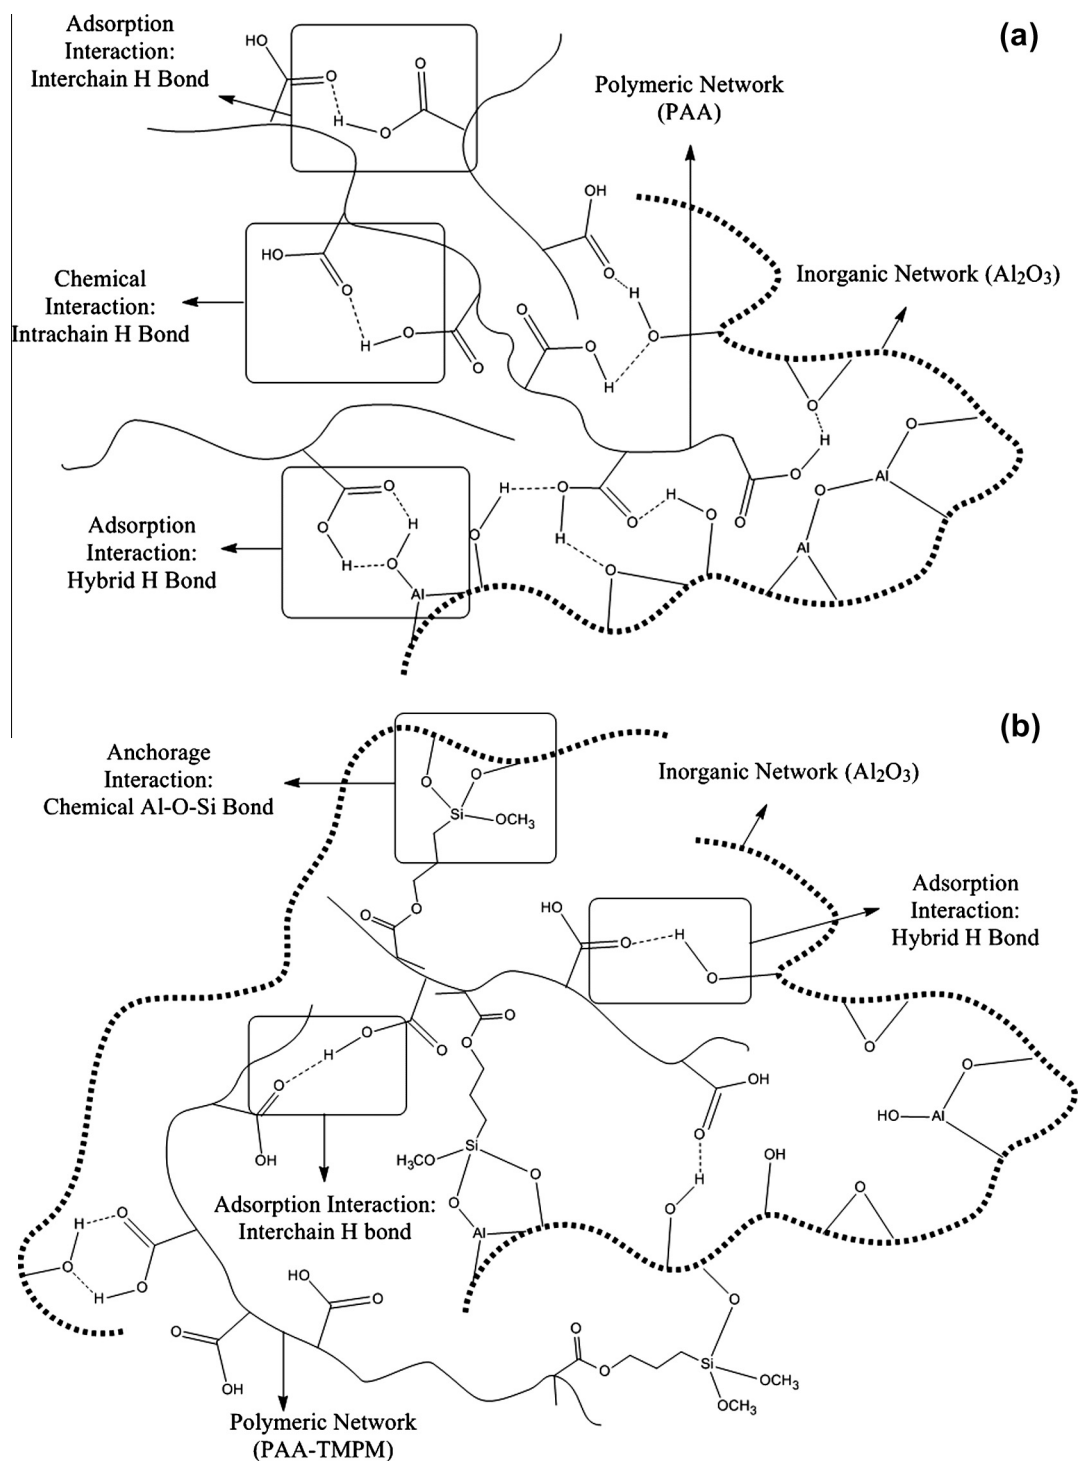 (a)
Adsorption
Interaction:
Interchain H Bond
HO
O
O
H
O
Polymeric Network
(PAA)
OH
HO
O
O
H
Inorganic Network (Al2O3)
Chemical
Interaction:
Intrachain H Bond
H
O
O
O
O
H
O
O
H
O
O
O
Al
O
Adsorption
Interaction:
Hybrid H Bond
O
O
H
H
O
Al
H
O
O
H
O
H
O
O
O
Al
(b)
Anchorage
Interaction:
Chemical Al-O-Si Bond
O
O
Si
OCH3
Inorganic Network (Al2O3)
O
O
HO
O
H
O
Adsorption
Interaction:
Hybrid H Bond
O
H
O
O
OH
O
O
O
O
HO
Al
OH
O
H
O
H3CO
Si
O
O
Al
OH
O
Adsorption Interaction:
Interchain H bond
H
O
O
H
O
HO
O
O
OH
Polymeric Network
(PAA-TMPM)
O
O
O
Si
OCH3
OCH3